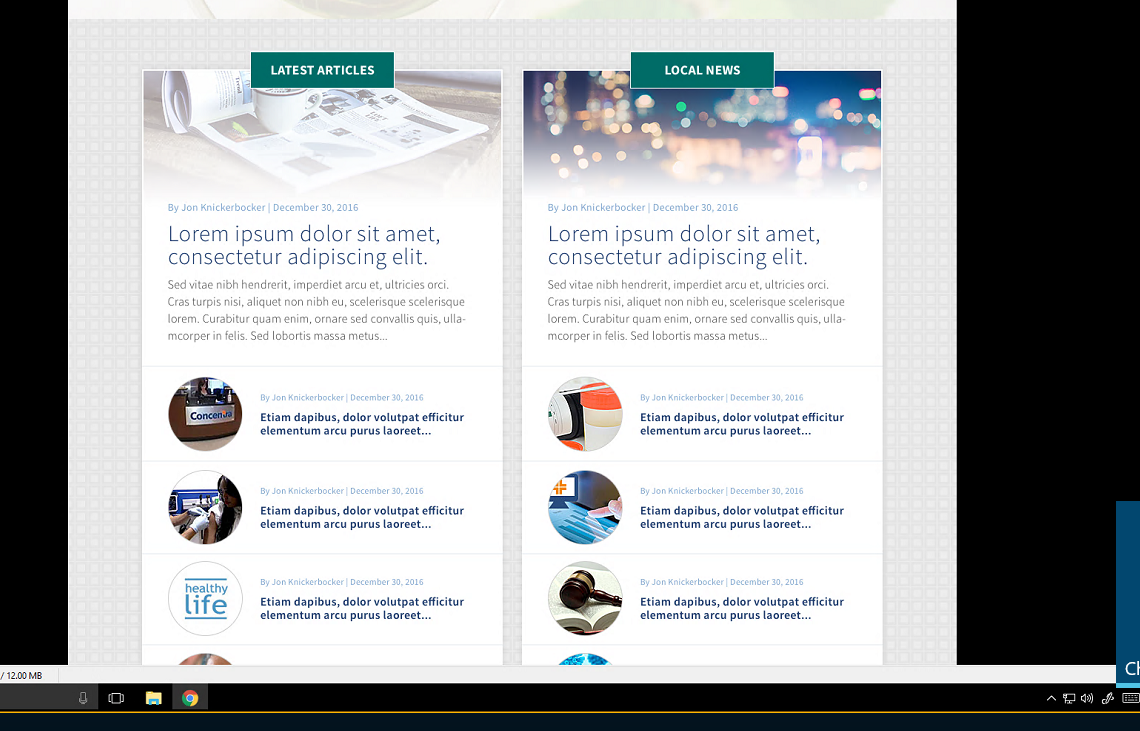 LATEST ARTICLES
By Jon Knickerbocker | December 30, 2016
Lorem ipsum dolor sit amet,
consectetur adipiscing elit.
Sed vitae nibh hendrerit, imperdiet arcu et, ultricies orci.
Cras turpis nisi, aliquet non nibh eu, scelerisque scelerisque
lorem. Curabitur quam enim, ornare sed convallis quis, ulla-
mcorper in felis. Sed lobortis massa metus...
Concentra
By Jon Knickerbocker | December 30, 2016
Etiam dapibus, dolor volutpat efficitur
elementum arcu purus laoreet...
By Jon Knickerbocker | December 30, 2016
Etiam dapibus, dolor volutpat efficitur
elementum arcu purus laoreet...
healthy
life
By Jon Knickerbocker | December 30, 2016
Etiam dapibus, dolor volutpat efficitur
elementum arcu purus laoreet...
LOCAL NEWS
By Jon Knickerbocker | December 30, 2016
Lorem ipsum dolor sit amet,
consectetur adipiscing elit.
Sed vitae nibh hendrerit, imperdiet arcu et, ultricies orci.
Cras turpis nisi, aliquet non nibh eu, scelerisque scelerisque
lorem. Curabitur quam enim, ornare sed convallis quis, ulla-
mcorper in felis. Sed lobortis massa metus...
By Jon Knickerbocker | December 30, 2016
Etiam dapibus, dolor volutpat efficitur
elementum arcu purus laoreet...
By Jon Knickerbocker | December 30, 2016
Etiam dapibus, dolor volutpat efficitur
elementum arcu purus laoreet...
By Jon Knickerbocker | December 30, 2016
Etiam dapibus, dolor volutpat efficitur
elementum arcu purus laoreet...
/ 12.00 MB